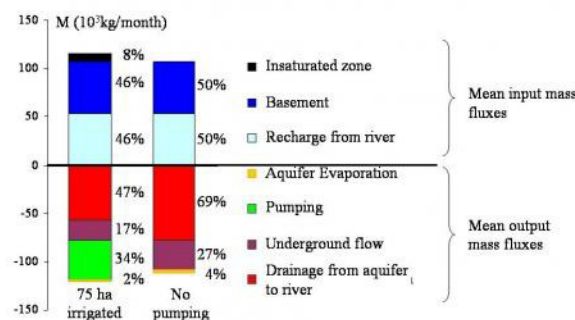 M (10³kg/month)
150
100
50
0
-50
-100
-150
8%
46%
46%
50%
50%
47%
17%
34%
2%
69%
27%
4%
75 ha
irrigated
No
pumping
Insaturated zone
Basement
Recharge from river
Aquifer Evaporation
Pumping
Underground flow
Drainage from aquifer
to river
Mean input mass
fluxes
Mean output mass
fluxes